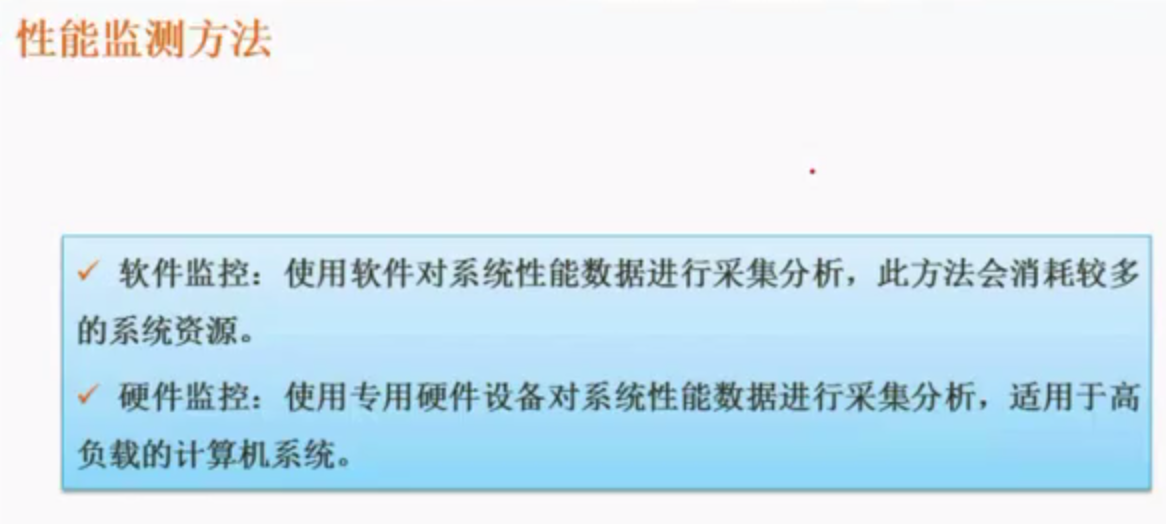 性能监测方法
✓ 软件监控：使用软件对系统性能数据进行采集分析，此方法会消耗较多
的系统资源。
✓ 硬件监控：使用专用硬件设备对系统性能数据进行采集分析，适用于高
负载的计算机系统。